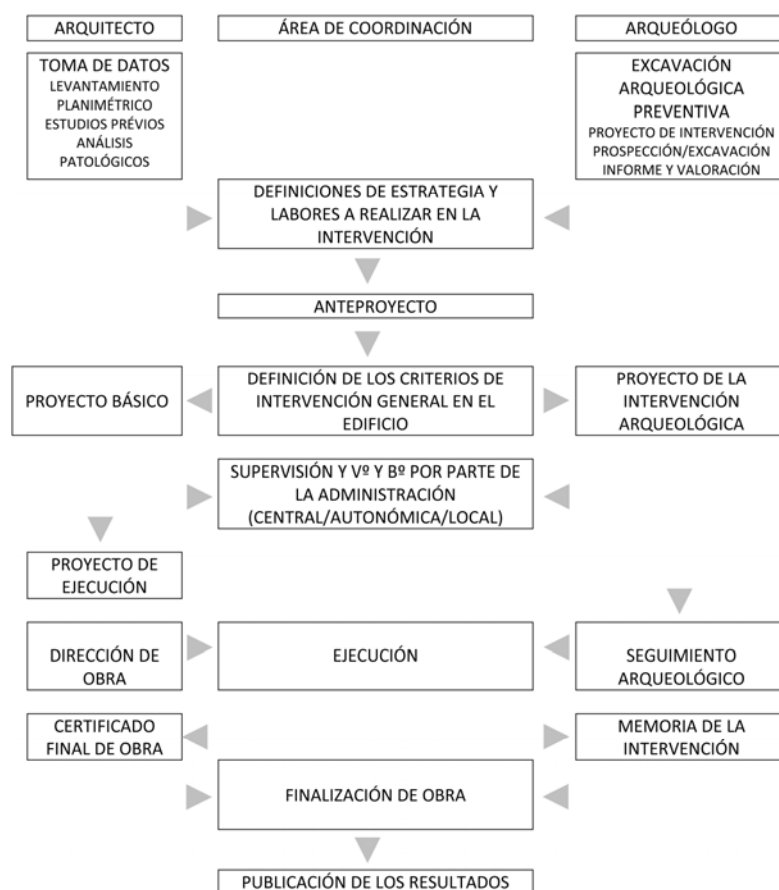 ARQUITECTO
ÁREA DE COORDINACIÓN
ARQUEÓLOGO
TOMA DE DATOS
LEVANTAMIENTO
PLANIMÉTRICO
ESTUDIOS PRÉVIOS
ANÁLISIS
PATOLÓGICOS
EXCAVACIÓN
ARQUEOLÓGICA
PREVENTIVA
PROYECTO DE INTERVENCIÓN
PROSPECCIÓN/EXCAVACIÓN
INFORME Y VALORACIÓN
DEFINICIONES DE ESTRATEGIA Y
LABORES A REALIZAR EN LA
INTERVENCIÓN
ANTEPROYECTO
PROYECTO BÁSICO
DEFINICIÓN DE LOS CRITERIOS DE
INTERVENCIÓN GENERAL EN EL
EDIFICIO
PROYECTO DE LA
INTERVENCIÓN
ARQUEOLÓGICA
SUPERVISIÓN Y Vº Y Bº POR PARTE DE
LA ADMINISTRACIÓN
(CENTRAL/AUTONÓMICA/LOCAL)
PROYECTO DE
EJECUCIÓN
DIRECCIÓN DE
OBRA
EJECUCIÓN
SEGUIMIENTO
ARQUEOLÓGICO
CERTIFICADO
FINAL DE OBRA
MEMORIA DE LA
INTERVENCIÓN
FINALIZACIÓN DE OBRA
PUBLICACIÓN DE LOS RESULTADOS